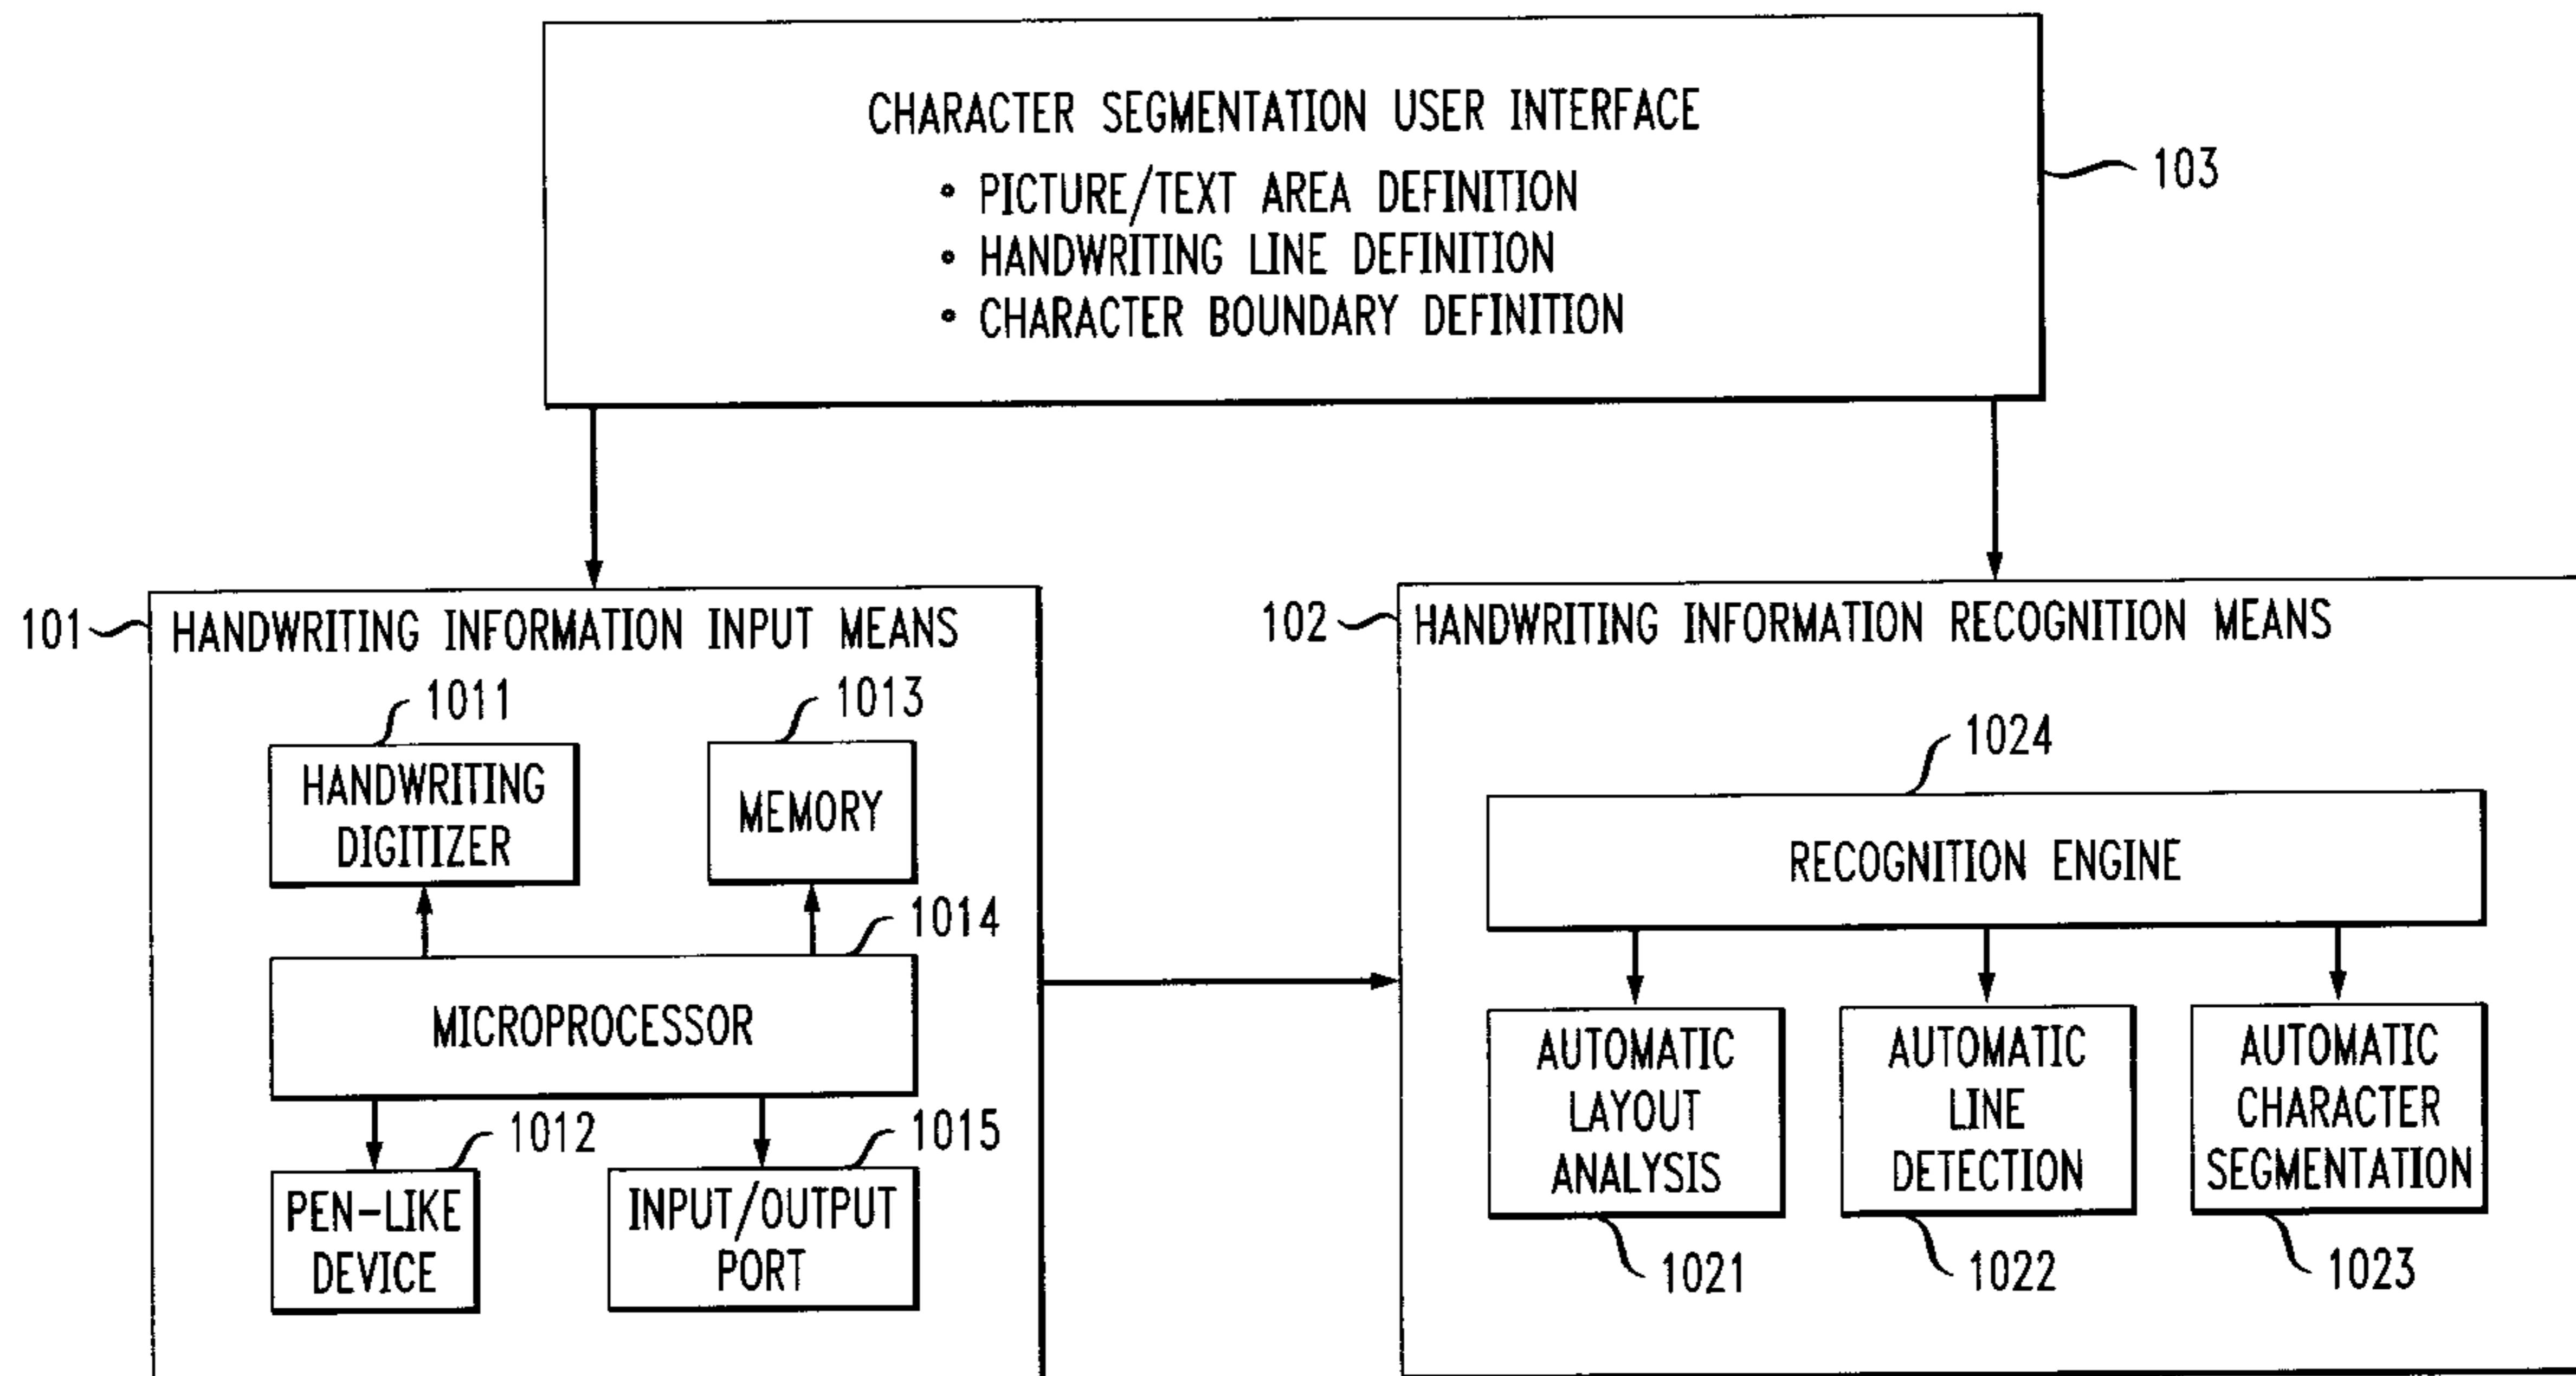 CHARACTER SEGMENTATION USER INTERFACE
• PICTURE/TEXT AREA DEFINITION
• HANDWRITING LINE DEFINITION
• CHARACTER BOUNDARY DEFINITION
103
101
HANDWRITING INFORMATION INPUT MEANS
1011
HANDWRITING
DIGITIZER
1013
MEMORY
1014
MICROPROCESSOR
1012
PEN-LIKE
DEVICE
1015
INPUT/OUTPUT
PORT
102
HANDWRITING INFORMATION RECOGNITION MEANS
1024
RECOGNITION ENGINE
AUTOMATIC
LAYOUT
ANALYSIS
1021
AUTOMATIC
LINE
DETECTION
1022
AUTOMATIC
CHARACTER
SEGMENTATION
1023